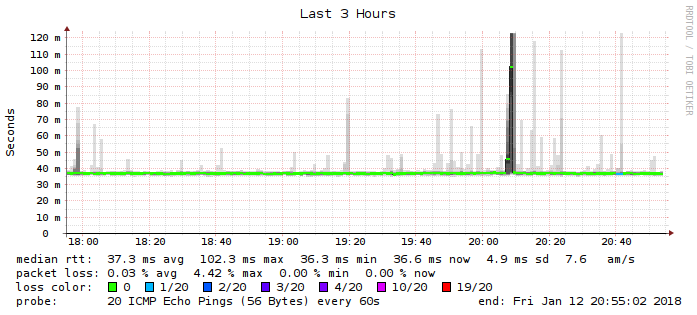 Last 3 Hours
RRDTOOL / TOBI OETIKER
Seconds
120 m
110 m
100 m
90 m
80 m
70 m
60 m
50 m
40 m
30 m
20 m
10 m
0
18:00 18:20 18:40 19:00 19:20 19:40 20:00 20:20 20:40
median rtt: 37.3 ms avg 102.3 ms max 36.3 ms min 36.6 ms now 4.9 ms sd 7.6 am/s
packet loss: 0.03 % avg 4.42 % max 0.00 % min 0.00 % now
loss color: 0 1/20 2/20 3/20 4/20 10/20 19/20
probe: 20 ICMP Echo Pings (56 Bytes) every 60s end: Fri Jan 12 20:55:02 2018